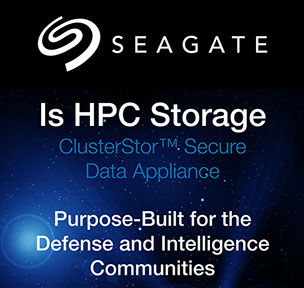 SEAGATE
Is HPC Storage
ClusterStor™ Secure
Data Appliance
Purpose-Built for the
Defense and Intelligence
Communities